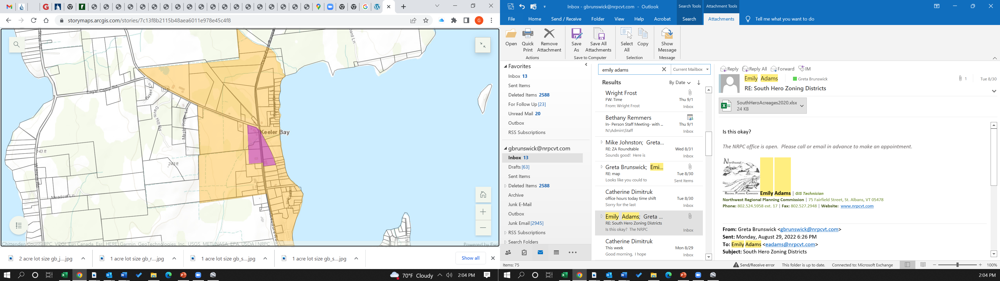 storymaps.arcgis.com/stories/7c13f8b2115b48aea6011e978e45c4f8
G
Eagle Camp Rd
314
Davis Hill Rd
Maple Ridge Ln
Keeler Bay
143 ft
243 ft
Meadow Ln
Chittenden County RPC, VCGI, Esri Canada, Esri, HERE, Garmin, GeoTechnologies, Inc., USGS, METI/NASA, EPA, USDA | NRPC
Powered by Esri
2 acre lot size gb_j....jpg
1 acre lot size gb_r....jpg
1 acre lot size gb_s....jpg
1 acre lot size gb_s....jpg
Show all
70°F Cloudy
2:04 PM
Inbox - gbrunswick@nrpcvt.com - Outlook
Search Tools
Attachment Tools
File
Home
Send / Receive
Folder
View
Help
Acrobat
Search
Attachments
Tell me what you want to do
Open
Quick Print
Remove Attachment
Save As
Save All Attachments
Select All
Copy
Show Message
Actions
Save to Computer
Selection
Message
Favorites
Inbox 13
Sent Items
Deleted Items 2588
For Follow Up [23]
Unread Mail 20
Outbox
RSS Subscriptions
gbrunswick@nrpcvt.com
Inbox 13
Drafts [63]
Sent Items
Deleted Items 2588
Archive
Junk E-Mail
Outbox
Junk Email [2945]
RSS Subscriptions
Search Folders
Items: 75
emily adams
Current Mailbox
Results
By Date
Wright Frost
FW: Time
Thu 9/1
From: Wright Frost
Inbox
Bethany Remmers
In- Person Staff Meeting- with ...
Thu 9/1
N:\Admin\Staff
Inbox
Mike Johnston; Greta...
RE: ZA Roundtable
Wed 8/31
Sounds good! Here is
Inbox
Greta Brunswick; Emi...
RE: map
Tue 8/30
Looks like you could to
Sent Items
Catherine Dimitruk
office hours today time shift
Tue 8/30
Sorry for the last
Inbox
Emily Adams; Greta ...
RE: South Hero Zoning Districts
Is this okay? The NRPC
Inbox
Catherine Dimitruk
This week
Mon 8/29
Good morning, I hope
Inbox
Reply
Reply All
Forward
IM
Emily Adams
Greta Brunswick
1
Tue 8/30
RE: South Hero Zoning Districts
SouthHeroAcreages2020.xlsx
24 KB
Is this okay?
The NRPC office is open. Please call or email in advance to make an appointment.
Northwest
REGIONAL PLANNING COMMISSION
Emily Adams | GIS Technician
Northwest Regional Planning Commission | 75 Fairfield Street, St. Albans, VT 05478
Phone: 802.524.5958 ext. 17 | Fax: 802.527.2948 | Website: www.nrpcvt.com
From: Greta Brunswick <gbrunswick@nrpcvt.com>
Sent: Monday, August 29, 2022 6:26 PM
To: Emily Adams <eadams@nrpcvt.com>
Subject: South Hero Zoning Districts
Send/Receive error
This folder is up to date.
Connected to: Microsoft Exchange
100%
2:04 PM